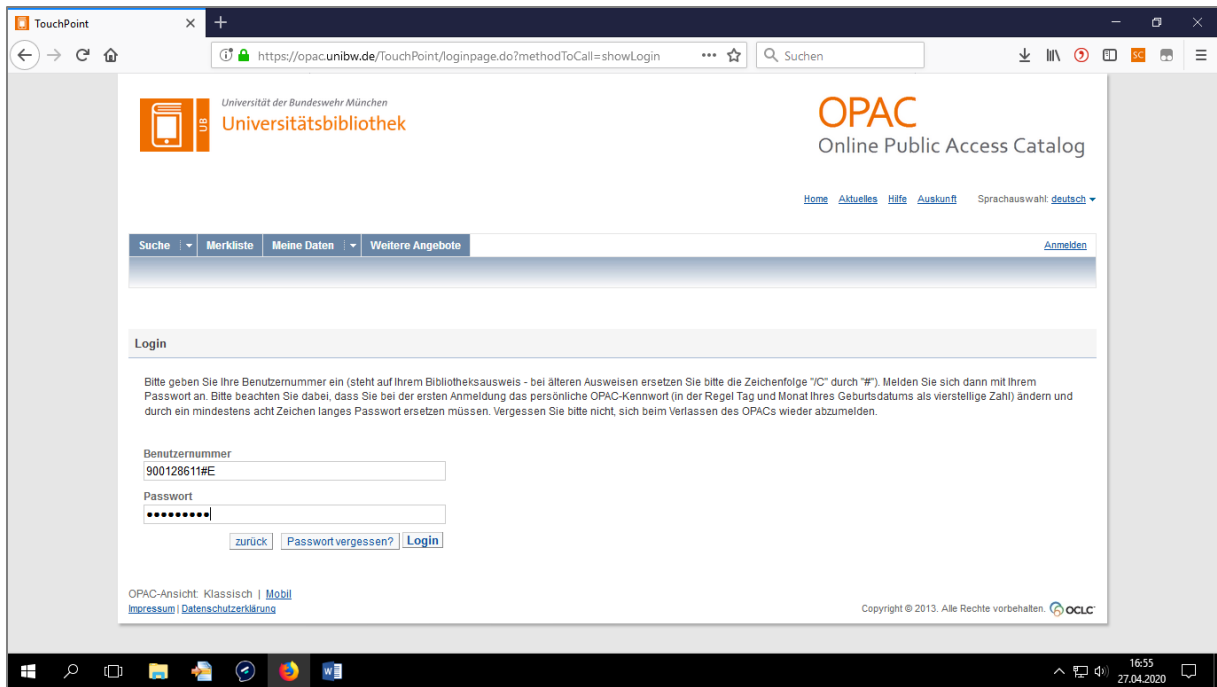 TouchPoint
https://opac.unibw.de/TouchPoint/loginpage.do?methodToCall=showLogin
Suchen
SC
UB
Universität der Bundeswehr München
Universitätsbibliothek
OPAC
Online Public Access Catalog
Home Aktuelles Hilfe Auskunft Sprachauswahl: deutsch
Suche Merkliste Meine Daten Weitere Angebote Anmelden
Login
Bitte geben Sie Ihre Benutzernummer ein (steht auf Ihrem Bibliotheksausweis - bei älteren Ausweisen ersetzen Sie bitte die Zeichenfolge "/C" durch "#"). Melden Sie sich dann mit Ihrem
Passwort an. Bitte beachten Sie dabei, dass Sie bei der ersten Anmeldung das persönliche OPAC-Kennwort (in der Regel Tag und Monat Ihres Geburtsdatums als vierstellige Zahl) ändern und
durch ein mindestens acht Zeichen langes Passwort ersetzen müssen. Vergessen Sie bitte nicht, sich beim Verlassen des OPACs wieder abzumelden.
Benutzernummer
900128611#E
Passwort
•••••••••
zurück Passwort vergessen? Login
OPAC-Ansicht: Klassisch | Mobil
Impressum | Datenschutzerklärung
Copyright © 2013. Alle Rechte vorbehalten. OCLC
16:55
27.04.2020